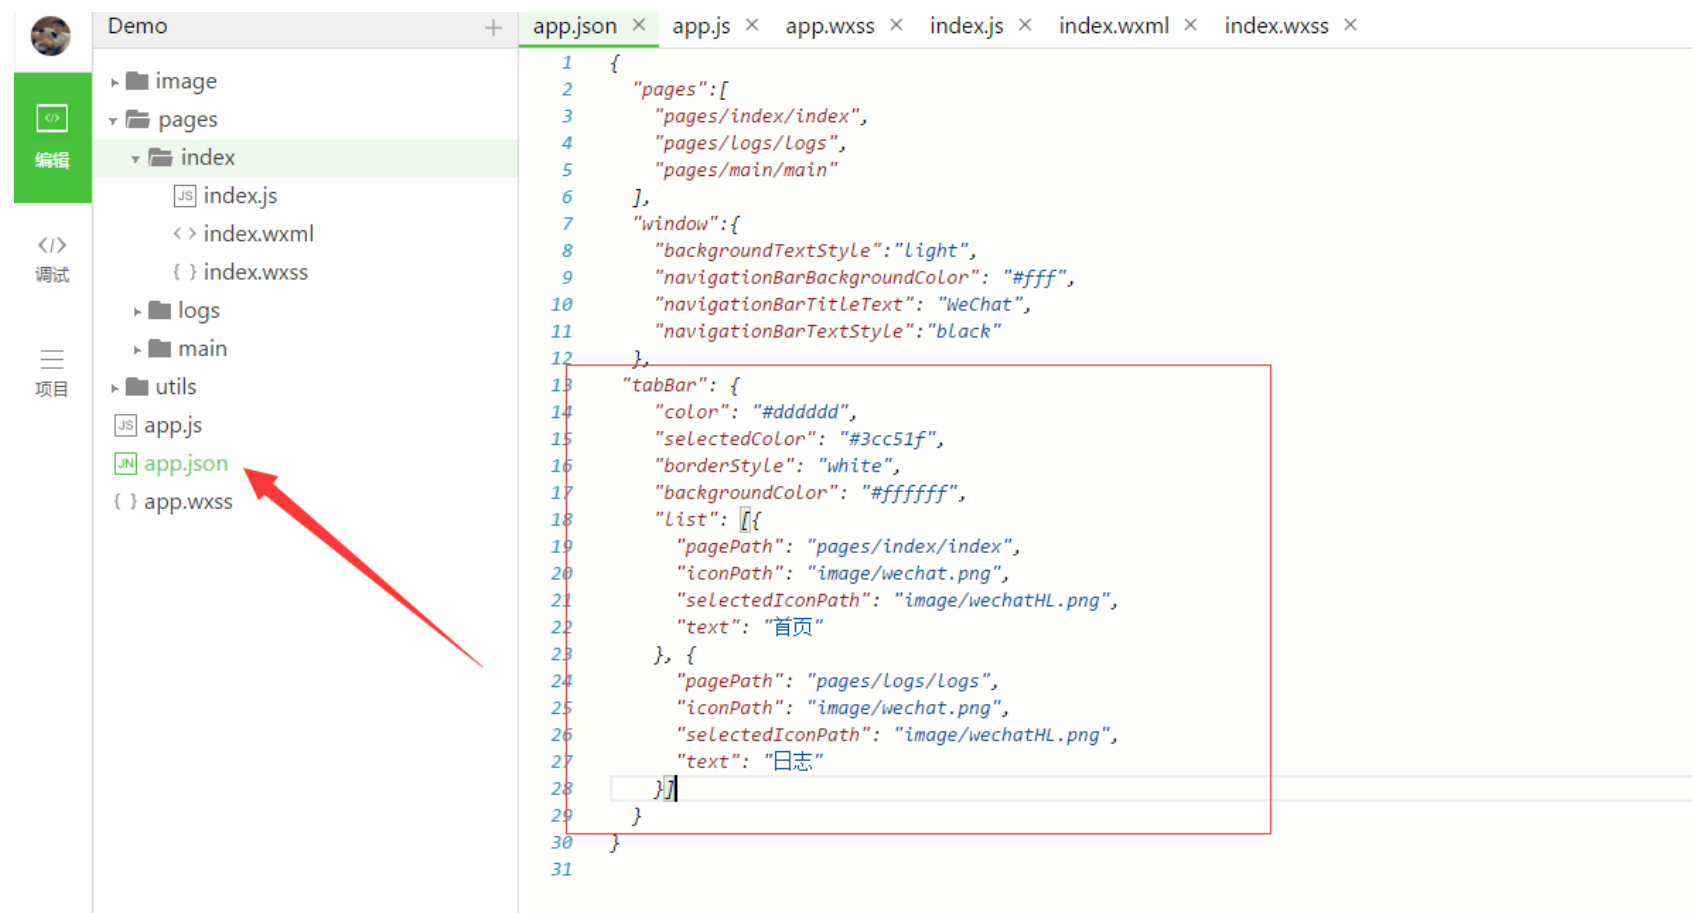 Demo
+
编辑
调试
项目
image
pages
index
JS index.js
< > index.wxml
{ } index.wxss
logs
main
utils
JS app.js
JN app.json
{ } app.wxss
app.json × app.js × app.wxss × index.js × index.wxml × index.wxss ×
1 {
2 "pages":[
3 "pages/index/index",
4 "pages/logs/logs",
5 "pages/main/main"
6 ],
7 "window":{
8 "backgroundTextStyle":"light",
9 "navigationBarBackgroundColor": "#fff",
10 "navigationBarTitleText": "WeChat",
11 "navigationBarTextStyle":"black"
12 },
13 "tabBar": {
14 "color": "#dddddd",
15 "selectedColor": "#3cc51f",
16 "borderStyle": "white",
17 "backgroundColor": "#ffffff",
18 "list": [{
19 "pagePath": "pages/index/index",
20 "iconPath": "image/wechat.png",
21 "selectedIconPath": "image/wechatHL.png",
22 "text": "首页"
23 }, {
24 "pagePath": "pages/logs/logs",
25 "iconPath": "image/wechat.png",
26 "selectedIconPath": "image/wechatHL.png",
27 "text": "日志"
28 }]
29 }
30 }
31